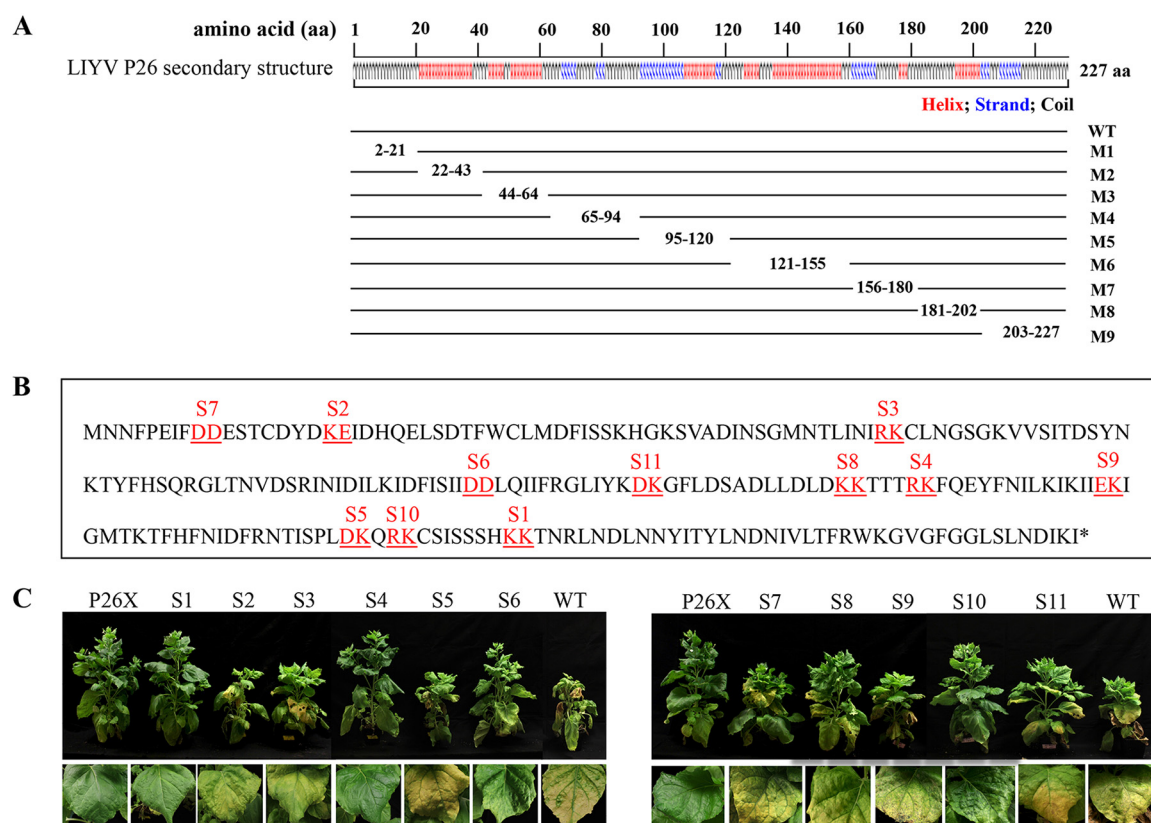 A
amino acid (aa) 1 20 40 60 80 100 120 140 160 180 200 220
LIYV P26 secondary structure 227 aa
Helix; Strand; Coil
WT
2-21 M1
22-43 M2
44-64 M3
65-94 M4
95-120 M5
121-155 M6
156-180 M7
181-202 M8
203-227 M9
B
S7 S2 S3
MNNFPEIFDDESTCDYDKEIDHQELSDTFWCLMDFISSKHGKSVADINSGMNTLINIRKCLNGSGKVVSITDSYN
S6 S11 S8 S4 S9
KTYFHSQRGLTNVDSRINIDILKIDFISIIDDLQIIFRGLIYKDKGFLDSADLLDLDKKTTTRKFQEYFNILKIKIIEKI
S5 S10 S1
GMTKTFHFNIDFRNTISPLDKQRKCSISSSHKKTNRLNDLNNYITYLNDNIVLTFRWKGVGFGGLSLNDIKI*
C
P26X S1 S2 S3 S4 S5 S6 WT
P26X S7 S8 S9 S10 S11 WT